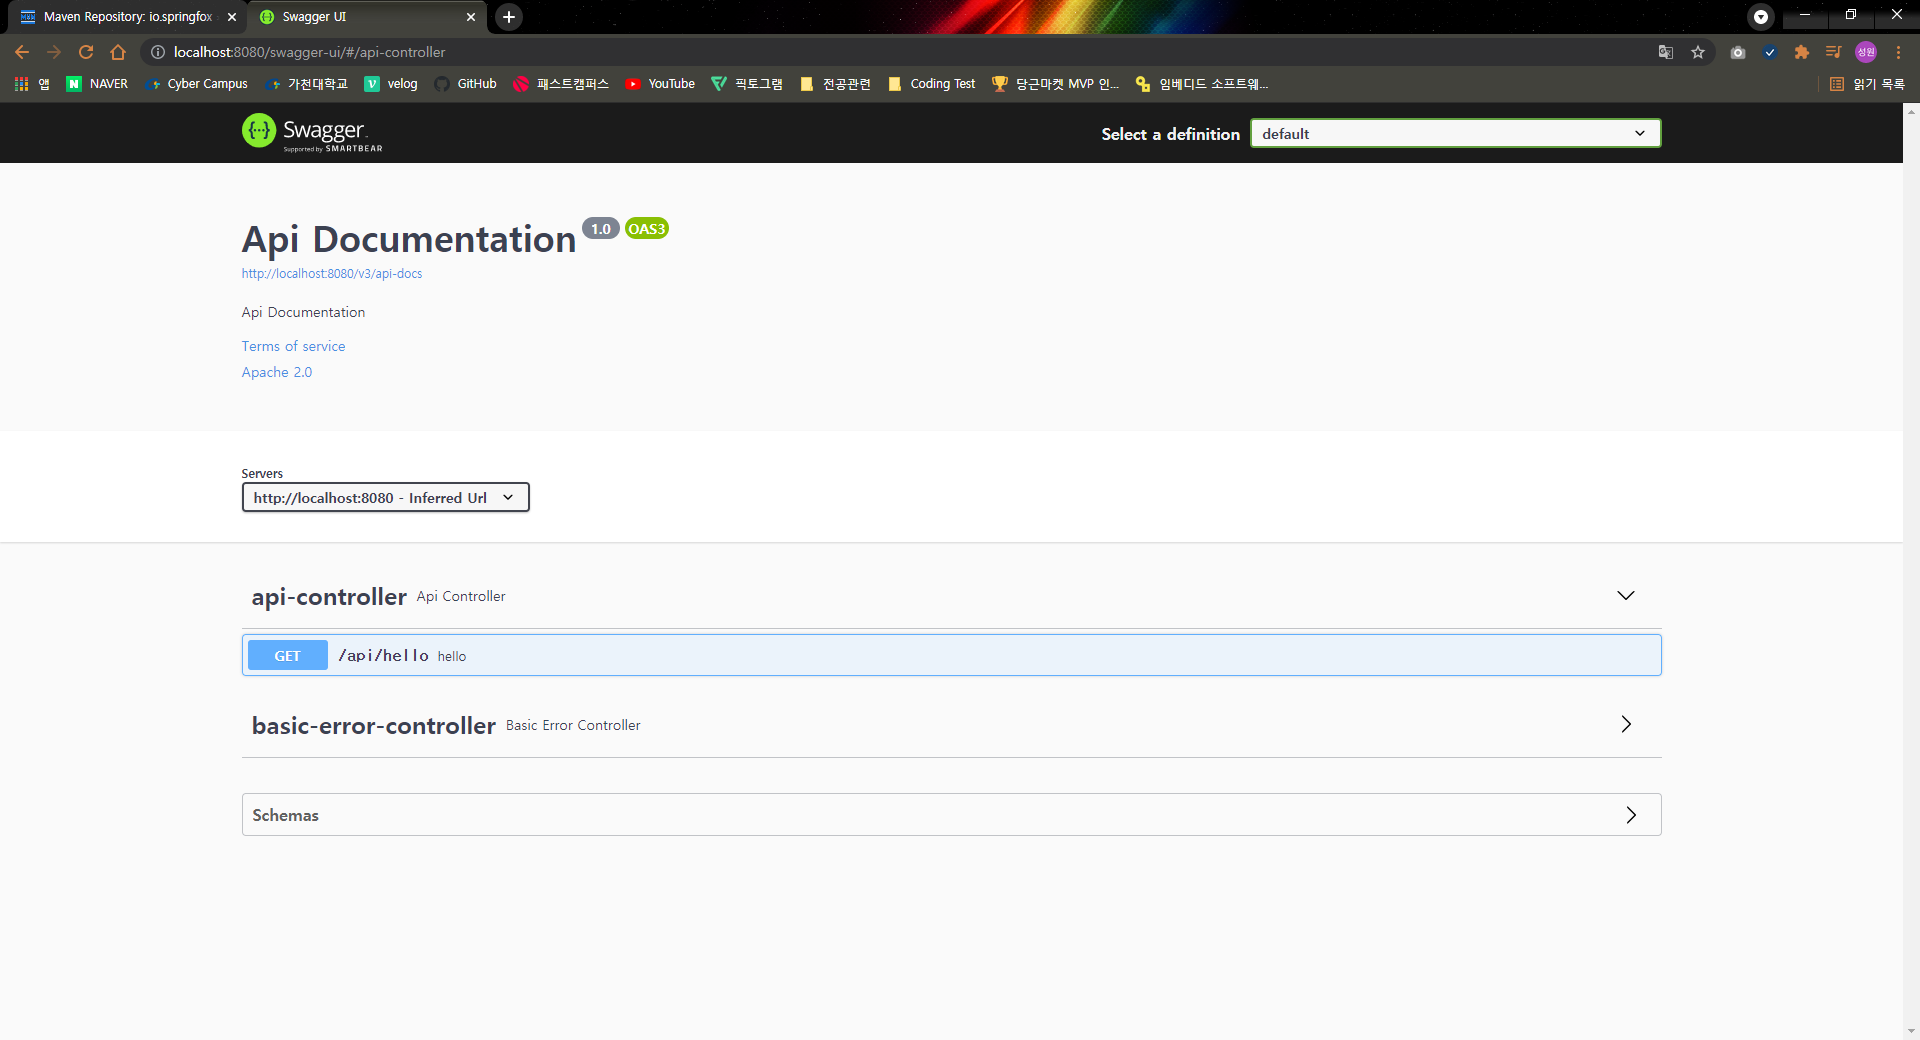 Maven Repository: io.springfox
Swagger UI
localhost:8080/swagger-ui/#/api-controller
성원
앱
NAVER
Cyber Campus
가천대학교
velog
GitHub
패스트캠퍼스
YouTube
픽토그램
전공관련
Coding Test
당근마켓 MVP 인...
임베디드 소프트웨...
읽기 목록
Swagger
Supported by SMARTBEAR
Select a definition
default
Api Documentation 1.0 OAS3
http://localhost:8080/v3/api-docs
Api Documentation
Terms of service
Apache 2.0
Servers
http://localhost:8080 - Inferred Url
api-controller Api Controller
GET /api/hello hello
basic-error-controller Basic Error Controller
Schemas